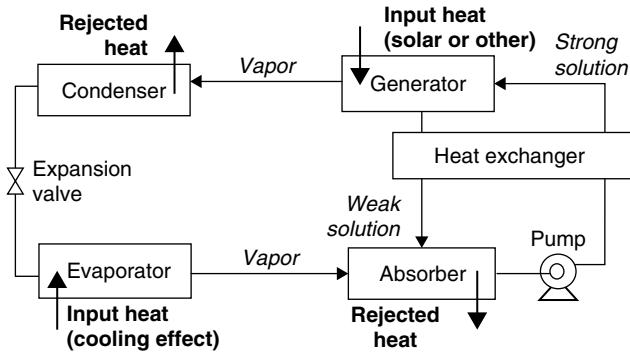 Rejected
heat
Input heat
(solar or other)
Strong
solution
Condenser
Vapor
Generator
Heat exchanger
Expansion
valve
Weak
solution
Pump
Evaporator
Vapor
Absorber
Input heat
(cooling effect)
Rejected
heat